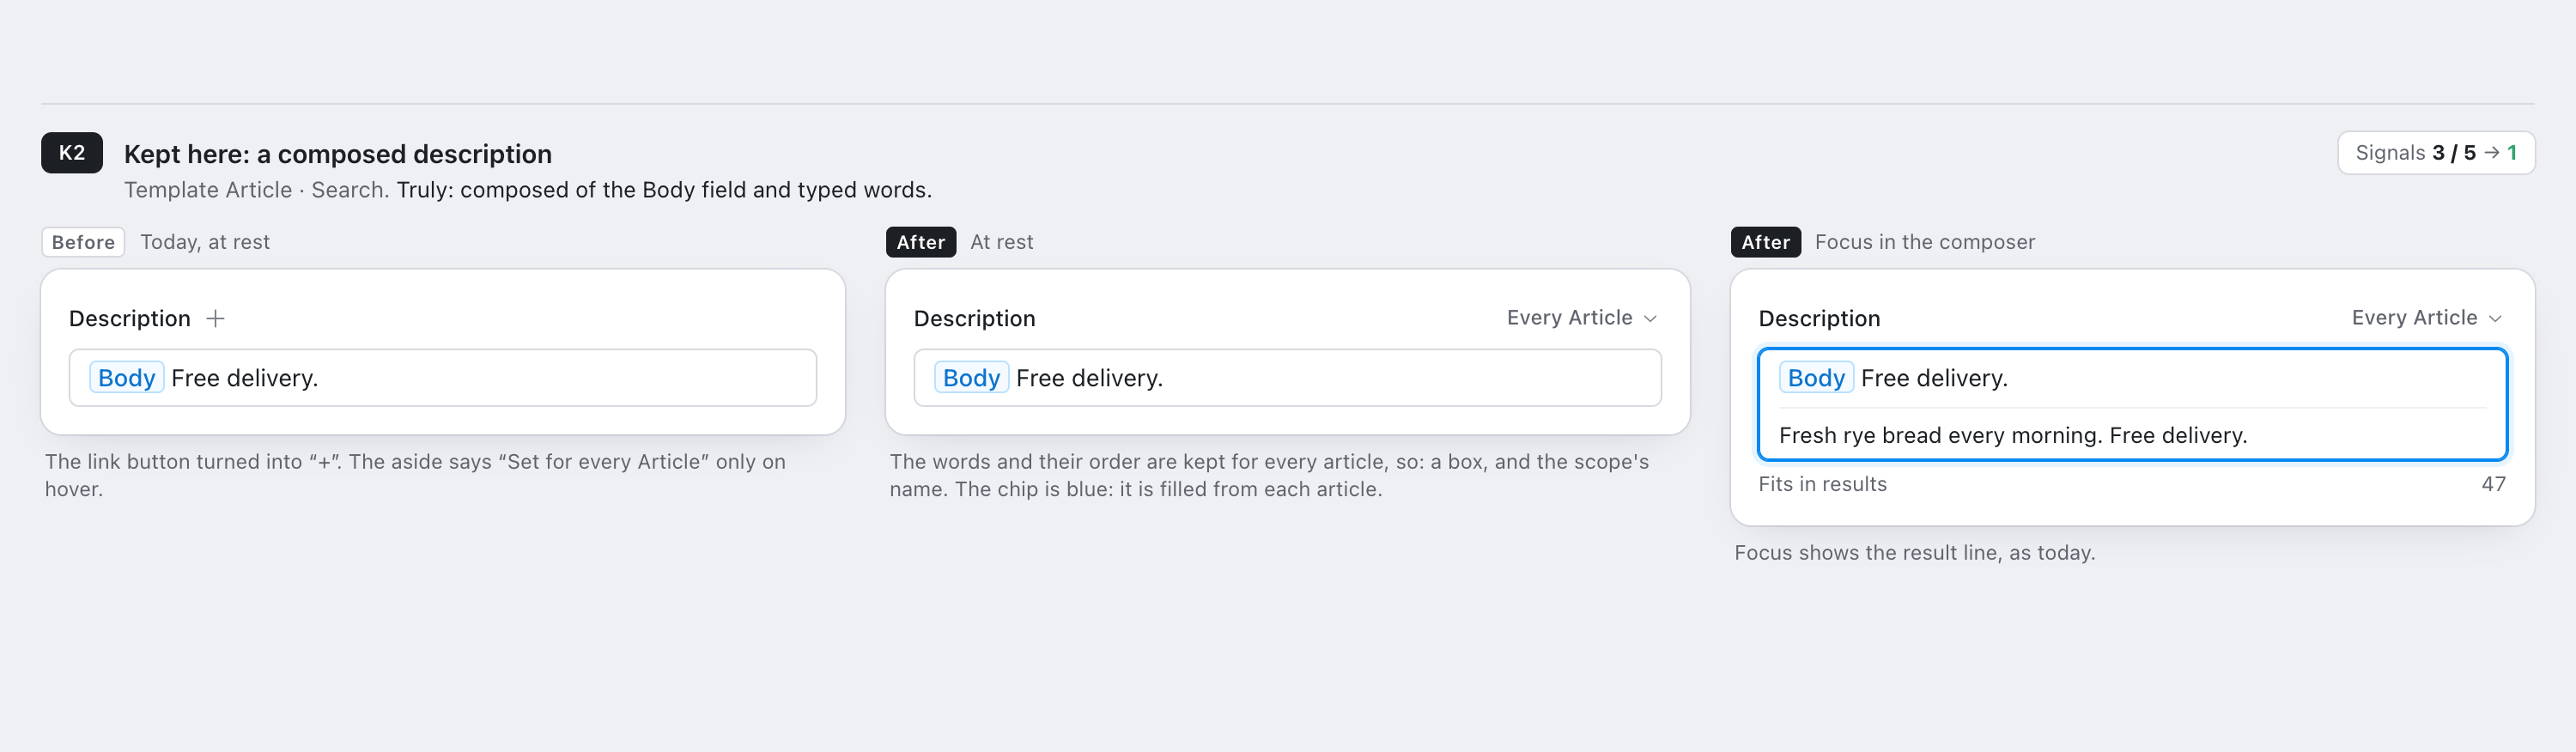 K2
Kept here: a composed description
Signals 3 / 5 → 1
Template Article · Search. Truly: composed of the Body field and typed words.
Before Today, at rest
Description +
Body Free delivery.
The link button turned into “+”. The aside says “Set for every Article” only on
hover.
After At rest
Description Every Article
Body Free delivery.
The words and their order are kept for every article, so: a box, and the scope's
name. The chip is blue: it is filled from each article.
After Focus in the composer
Description Every Article
Body Free delivery.
Fresh rye bread every morning. Free delivery.
Fits in results 47
Focus shows the result line, as today.